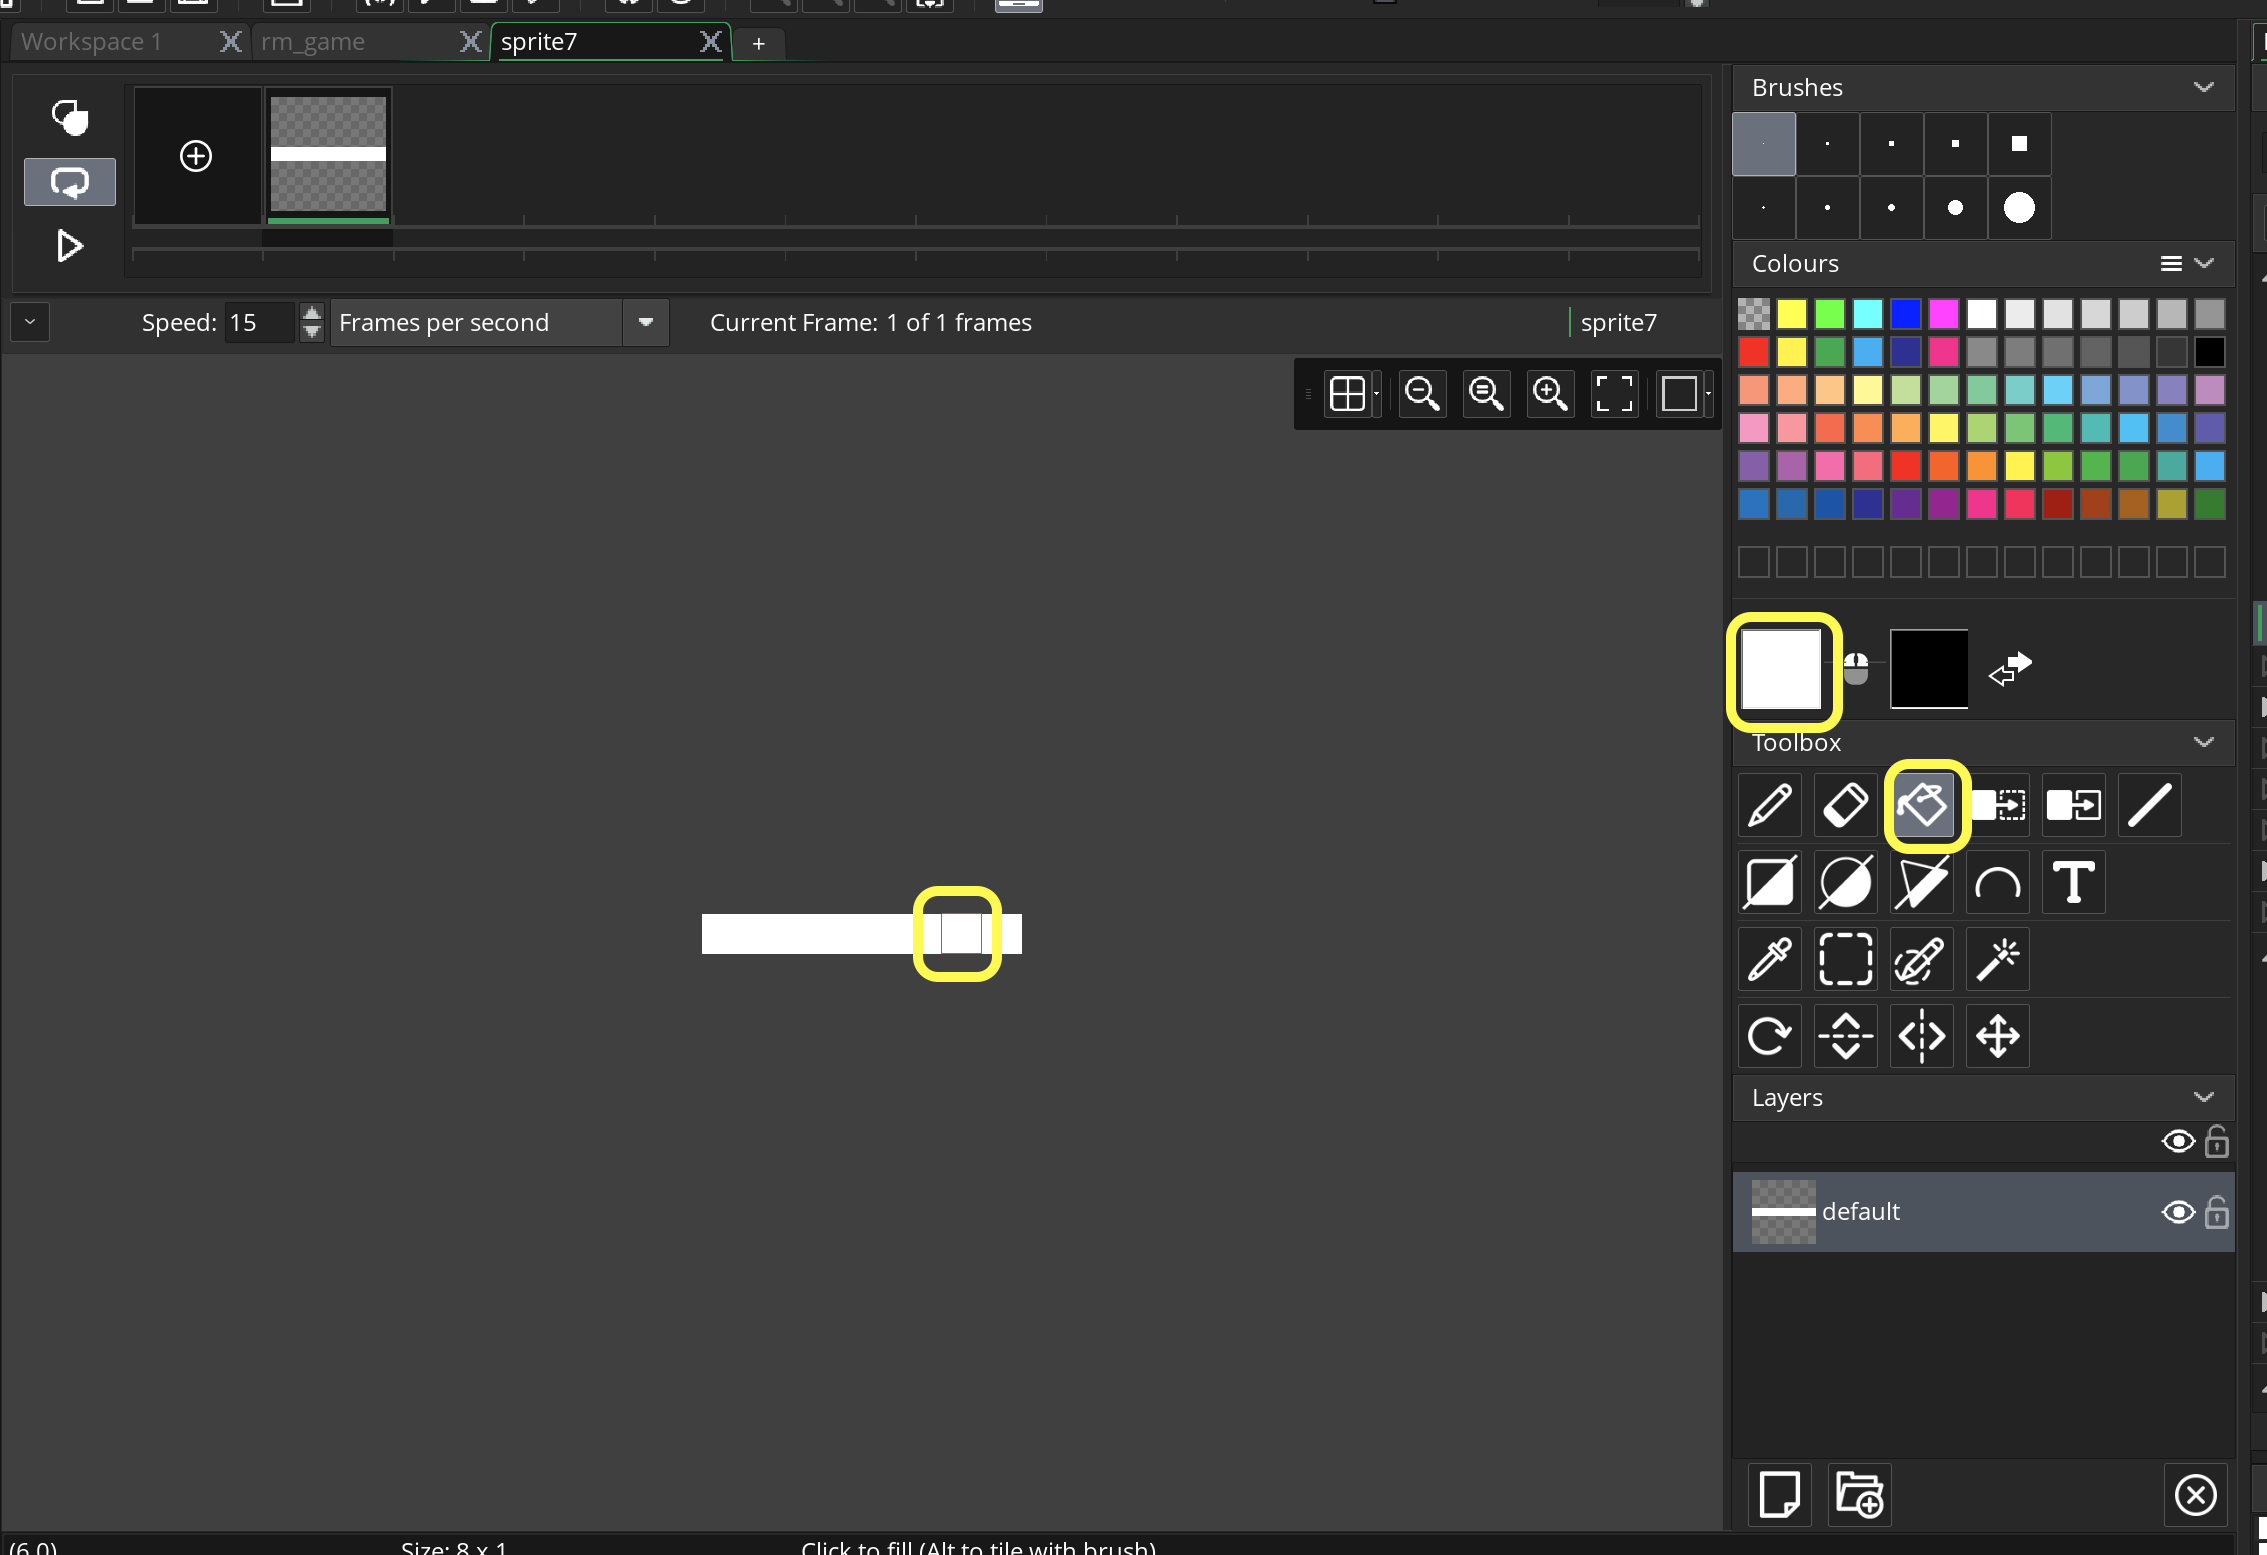 Workspace 1
rm_game
sprite7
Brushes
Colours
Speed: 15
Frames per second
Current Frame: 1 of 1 frames
sprite7
Toolbox
T
Layers
default
(6,0)
Size: 8 x 1
Click to fill (Alt to tile with brush)